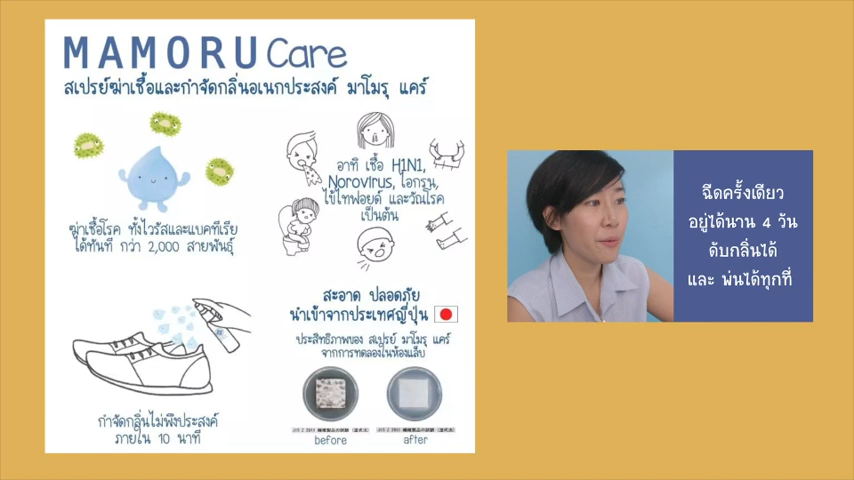 MAMORU Care
สเปรย์ฆ่าเชื้อและกำจัดกลิ่นอเนกประสงค์ มาโมรุ แคร์
ฆ่าเชื้อโรค ทั้งไวรัสและแบคทีเรีย
ได้ทันที กว่า 2,000 สายพันธุ์
อาทิ เชื้อ H1N1,
Norovirus, ไอกรน,
ไข้ไทฟอยด์ และวัณโรค
เป็นต้น
กำจัดกลิ่นไม่พึงประสงค์
ภายใน 10 นาที
สะอาด ปลอดภัย
นำเข้าจากประเทศญี่ปุ่น
ประสิทธิภาพของ สเปรย์ มาโมรุ แคร์
จากการทดลองในห้องแล็บ
before
after
ฉีดครั้งเดียว
อยู่ได้นาน 4 วัน
ดับกลิ่นได้
และ พ่นได้ทุกที่